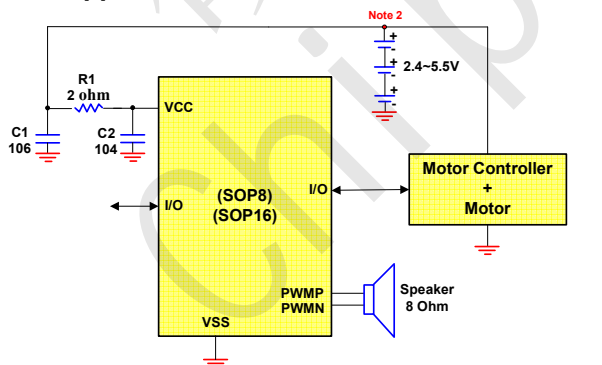 Note 2
+
-
+
-
+
-
2.4~5.5V
R1
2 ohm
C1
106
C2
104
VCC
I/O
(SOP8)
(SOP16)
I/O
Motor Controller
+
Motor
PWMP
PWMN
VSS
Speaker
8 Ohm
Chip